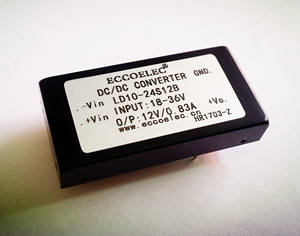 ECCOELEC®
DC/DC CONVERTER GND.
-Vin LD10-24S12B
+Vin INPUT:18-36V +Vo.
O/P:12V/0.83A
www.eccoelec.cn HR1703-Z